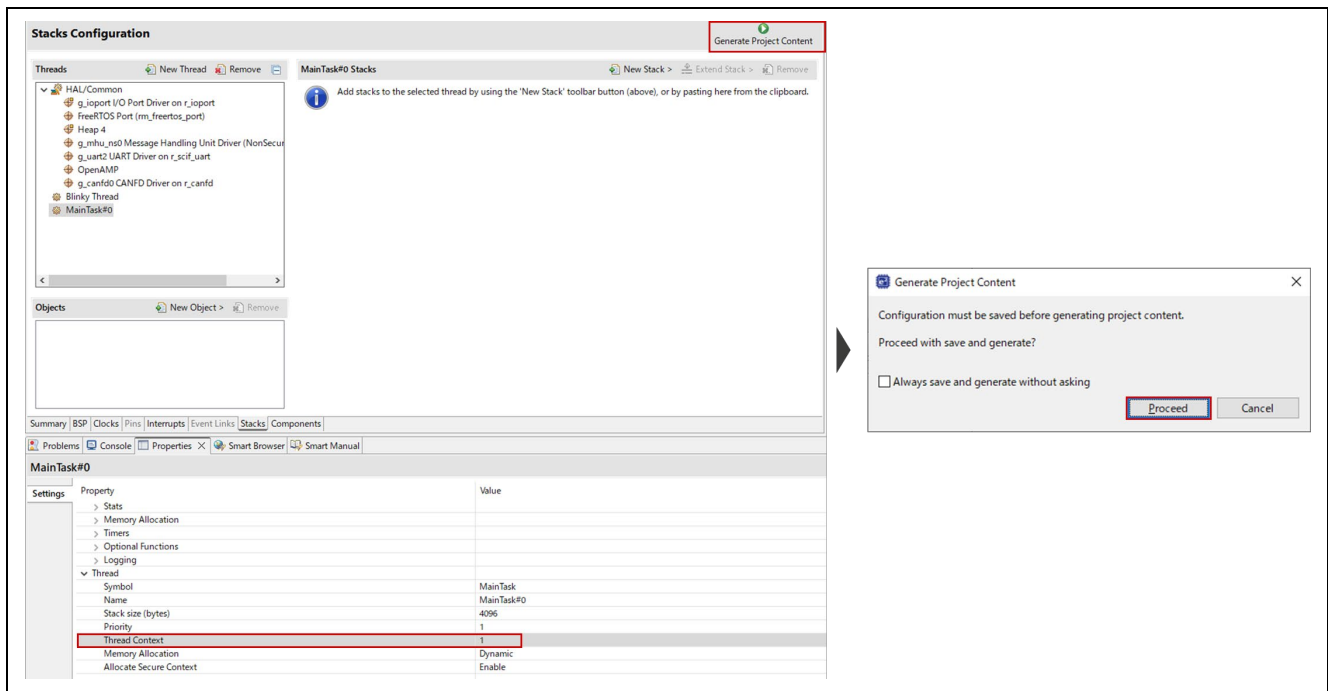 Stacks Configuration
Generate Project Content
Threads
New Thread
Remove
HAL/Common
g_ioport I/O Port Driver on r_ioport
FreeRTOS Port (rm_freertos_port)
Heap 4
g_mhu_ns0 Message Handling Unit Driver (NonSecur
g_uart2 UART Driver on r_scif_uart
OpenAMP
g_canfd0 CANFD Driver on r_canfd
Blinky Thread
MainTask#0
Objects
New Object >
Remove
MainTask#0 Stacks
New Stack >
Extend Stack >
Remove
Add stacks to the selected thread by using the 'New Stack' toolbar button (above), or by pasting here from the clipboard.
Summary BSP Clocks Pins Interrupts Event Links Stacks Components
Problems Console Properties Smart Browser Smart Manual
MainTask#0
Settings
Property Value
Stats
Memory Allocation
Timers
Optional Functions
Logging
Thread
Symbol MainTask
Name MainTask#0
Stack size (bytes) 4096
Priority 1
Thread Context 1
Memory Allocation Dynamic
Allocate Secure Context Enable
Generate Project Content
Configuration must be saved before generating project content.
Proceed with save and generate?
Always save and generate without asking
Proceed Cancel